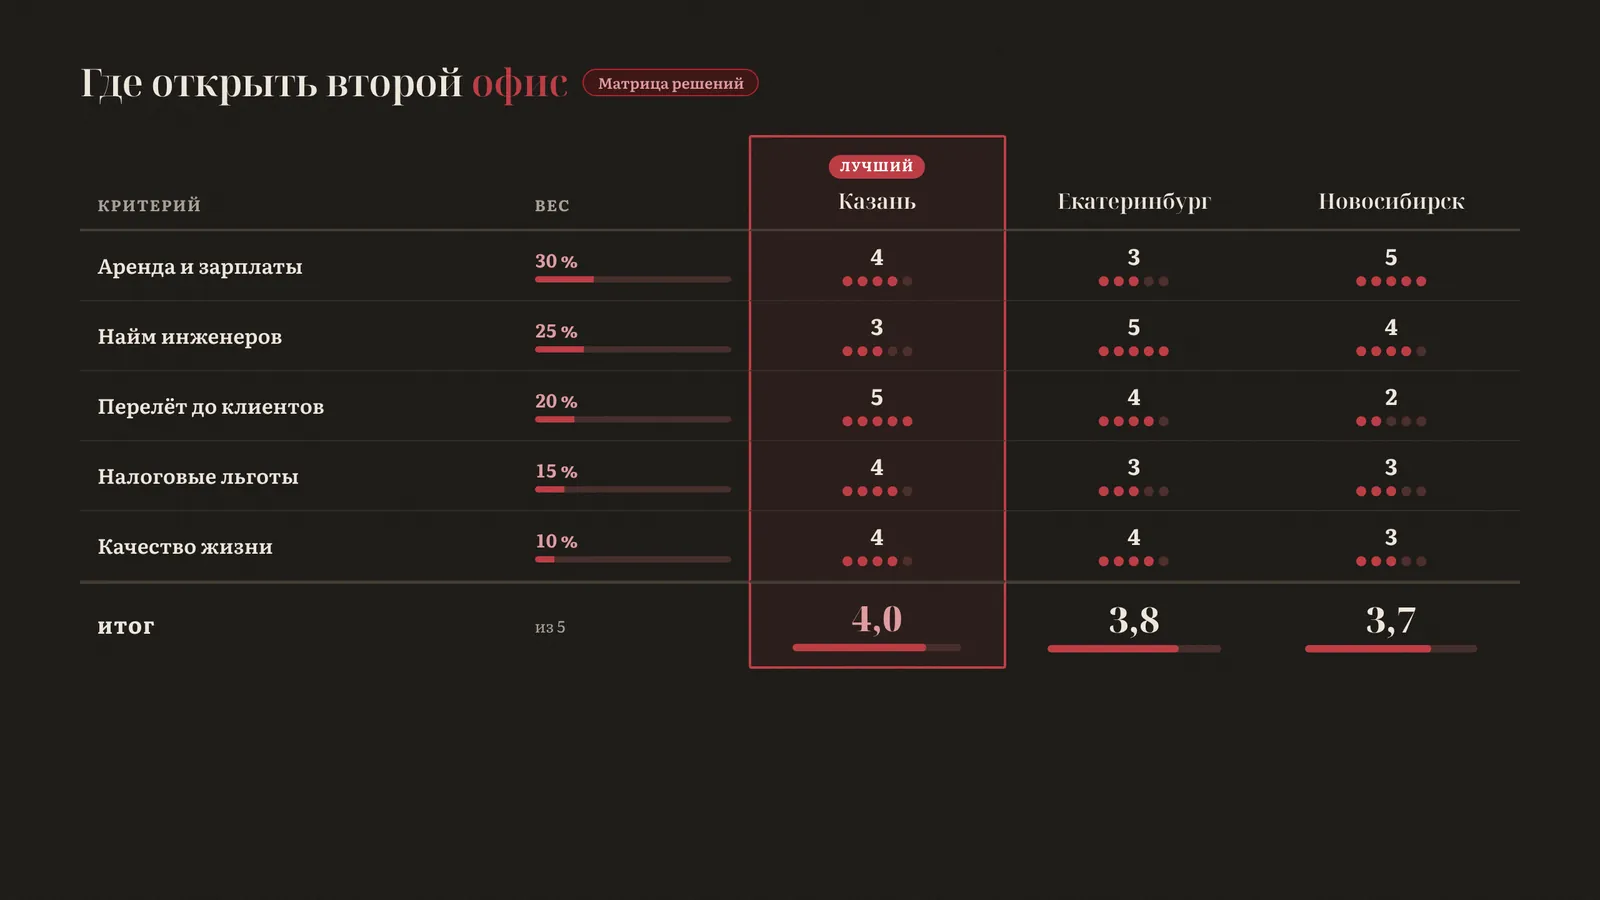 Где открыть второй офис Матрица решений
ЛУЧШИЙ
КРИТЕРИЙ ВЕС Казань Екатеринбург Новосибирск
Аренда и зарплаты 30 % 4 3 5
Найм инженеров 25 % 3 5 4
Перелёт до клиентов 20 % 5 4 2
Налоговые льготы 15 % 4 3 3
Качество жизни 10 % 4 4 3
ИТОГ из 5 4,0 3,8 3,7